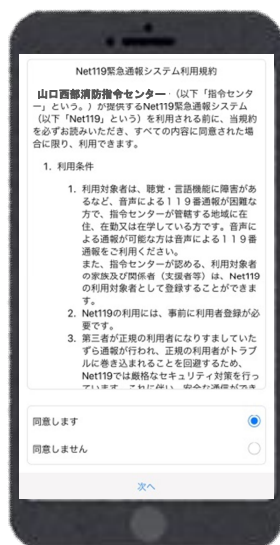 Net119緊急通報システム利用規約
山口西部消防指令センター（以下「指令センタ
ー」という。）が提供するNet119緊急通報システム
（以下「Net119」という）を利用される前に、当規約
を必ずお読みいただき、すべての内容に同意された場
合に限り、利用できます。
1. 利用条件
1. 利用対象者は、聴覚・言語機能に障害があ
るなど、音声による１１９番通報が困難な
方で、指令センターが管轄する地域に在
住、在勤又は在学している方です。音声に
よる通報が可能な方は音声による１１９番
通報をご利用ください。
また、指令センターが認める、利用対象者
の家族及び関係者（支援者等）は、Net119
の利用対象者として登録することができま
す。
2. Net119の利用には、事前に利用者登録が必
要です。
3. 第三者が正規の利用者になりすましていた
ずら通報が行われ、正規の利用者がトラブ
ルに巻き込まれることを回避するため、
Net119では厳格なセキュリティ対策を行っ
ています。これに伴い、安全な通信ができ
同意します
同意しません
次へ